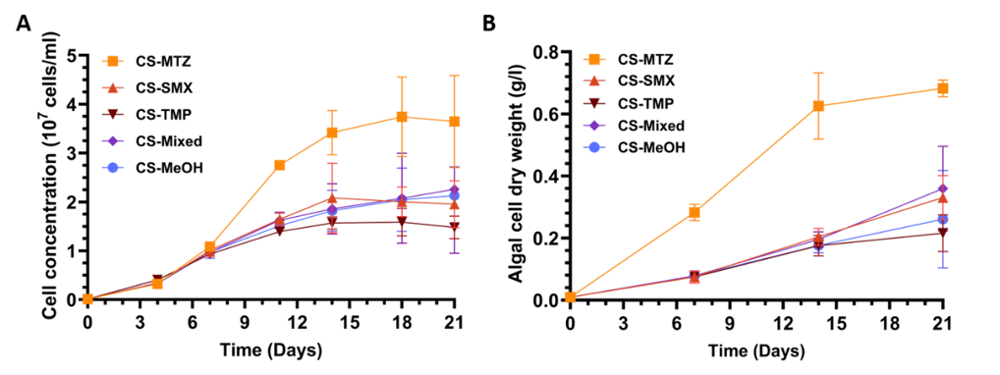 A
Cell concentration (10⁷ cells/ml)
5
4
3
2
1
0
CS-MTZ
CS-SMX
CS-TMP
CS-Mixed
CS-MeOH
0 3 6 9 12 15 18 21
Time (Days)
B
Algal cell dry weight (g/l)
0.8
0.6
0.4
0.2
0.0
CS-MTZ
CS-SMX
CS-TMP
CS-Mixed
CS-MeOH
0 3 6 9 12 15 18 21
Time (Days)